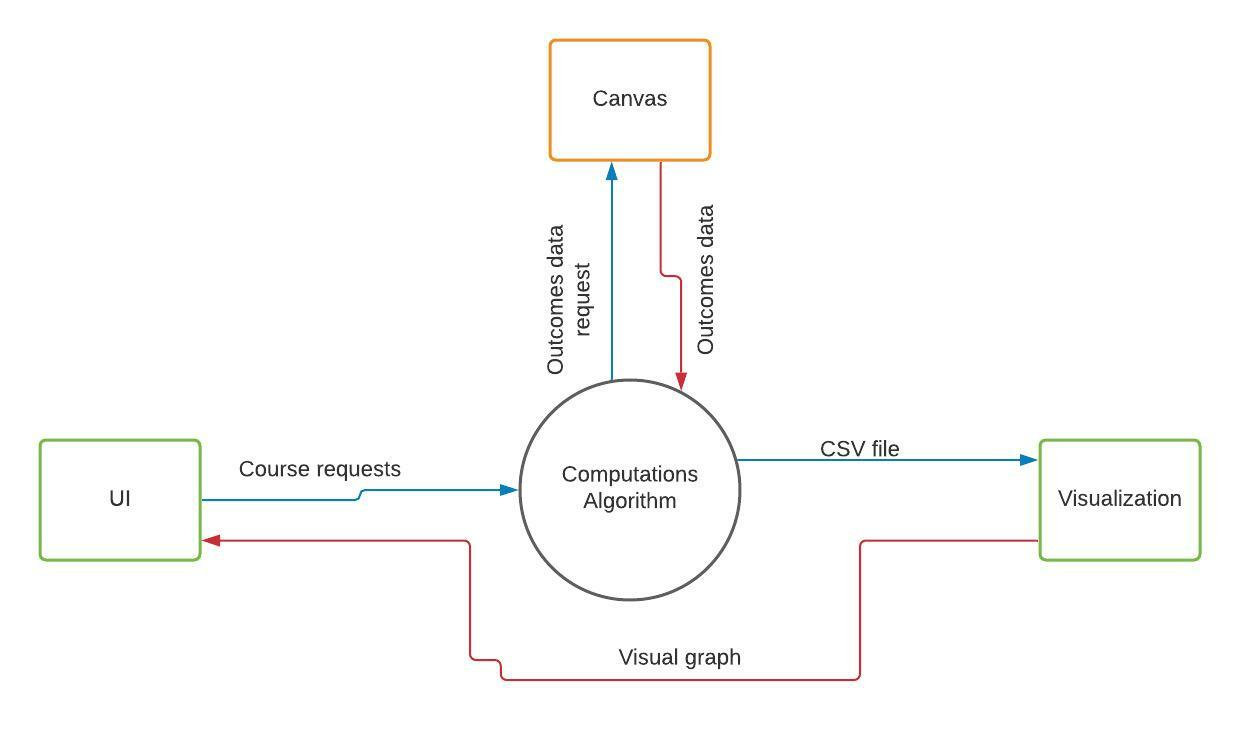 Canvas
Outcomes data
request
Outcomes data
Course requests
UI
Computations
Algorithm
CSV file
Visualization
Visual graph